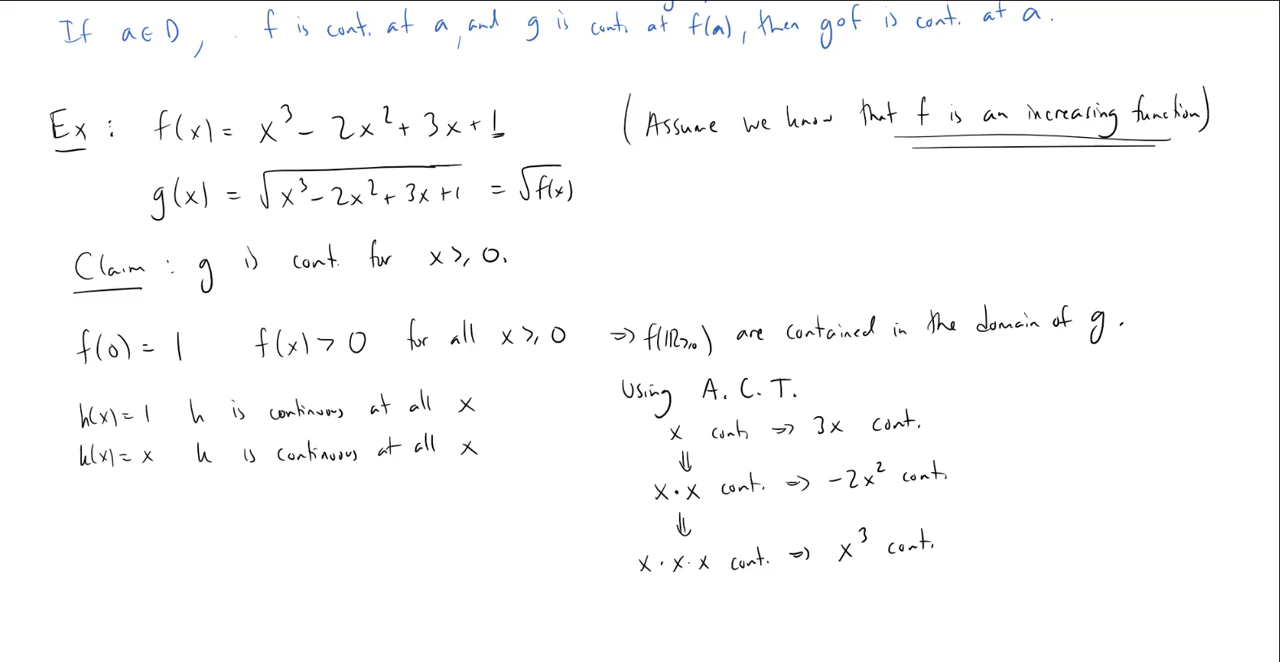 If a ∈ D, f is cont. at a, and g is cont. at f(a), then g∘f is cont. at a.
Ex : f(x) = x³ - 2x² + 3x + 1 (Assume we know that f is an increasing function)
g(x) = √(x³ - 2x² + 3x + 1) = √f(x)
Claim : g is cont. for x ≥ 0.
f(0) = 1 f(x) > 0 for all x ≥ 0 ⇒ f(ℝ≥0) are contained in the domain of g.
Using A. C. T.
h(x) = 1 h is continuous at all x
x cont. ⇒ 3x cont.
k(x) = x k is continuous at all x
⇓
x · x cont. ⇒ -2x² cont.
⇓
x · x · x cont. ⇒ x³ cont.